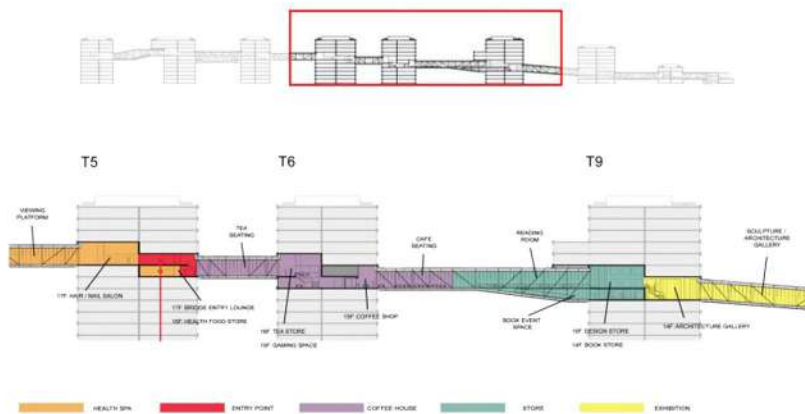 T5
T6
T9
VIEWING
PLATFORM
TEA
SEATING
CAFE
SEATING
READING
ROOM
SCULPTURE /
ARCHITECTURE
GALLERY
17F HAIR / NAIL SALON
17F BRIDGE ENTRY LOUNGE
16F HEALTH FOOD STORE
16F TEA STORE
15F GAMING SPACE
15F COFFEE SHOP
BOOK EVENT
SPACE
15F DESIGN STORE
14F BOOK STORE
14F ARCHITECTURE GALLERY
HEALTH SPA
ENTRY POINT
COFFEE HOUSE
STORE
EXHIBITION